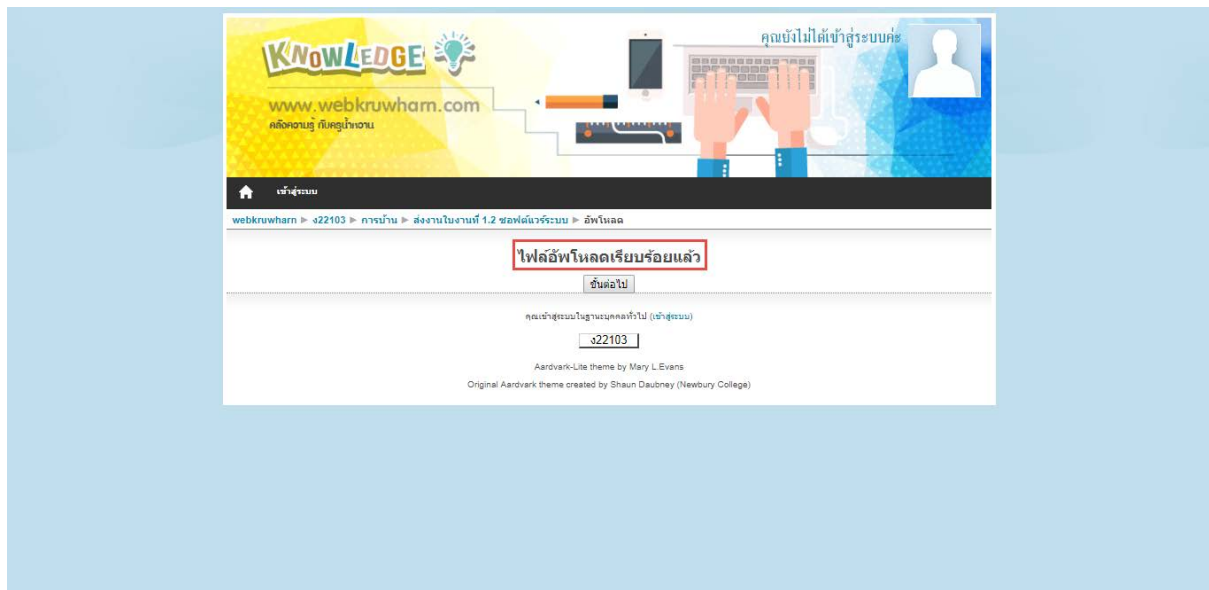 คุณยังไม่ได้เข้าสู่ระบบค่ะ
KNOWLEDGE
www.webkruwharn.com
คลังความรู้ กับครูน้ำหวาน
เข้าสู่ระบบ
webkruwharn ► ง22103 ► การบ้าน ► ส่งงานใบงานที่ 1.2 ซอฟต์แวร์ระบบ ► อัพโหลด
ไฟล์อัพโหลดเรียบร้อยแล้ว
ขั้นต่อไป
คุณเข้าสู่ระบบในฐานะบุคคลทั่วไป (เข้าสู่ระบบ)
ง22103
Aardvark-Lite theme by Mary L Evans
Original Aardvark theme created by Shaun Daubney (Newbury College)